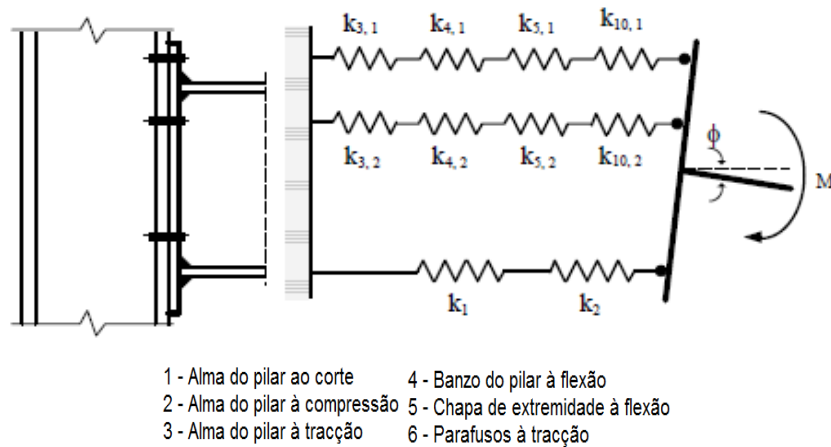 k3, 1 k4, 1 k5, 1 k10, 1
k3, 2 k4, 2 k5, 2 k10, 2
ϕ
M
k1 k2
1 - Alma do pilar ao corte
2 - Alma do pilar à compressão
3 - Alma do pilar à tracção
4 - Banzo do pilar à flexão
5 - Chapa de extremidade à flexão
6 - Parafusos à tracção